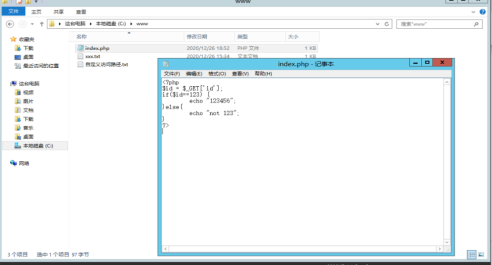 www
文件 主页 共享 查看
这台电脑 ▸ 本地磁盘 (C:) ▸ www
搜索"www"
收藏夹
下载
桌面
最近访问的位置
这台电脑
视频
图片
文档
下载
音乐
桌面
本地磁盘 (C:)
网络
名称 修改日期 类型 大小
index.php 2020/12/26 18:52 PHP 文件 1 KB
xxx.txt 2020/12/26 15:34 文本文档 1 KB
自定义访问路径.txt
index.php - 记事本
文件(F) 编辑(E) 格式(O) 查看(V) 帮助(H)
<?php
$id = $_GET['id'];
if($id==123) {
echo "123456";
}else{
echo "not 123";
}
?>
3 个项目 选中 1 个项目 97 字节